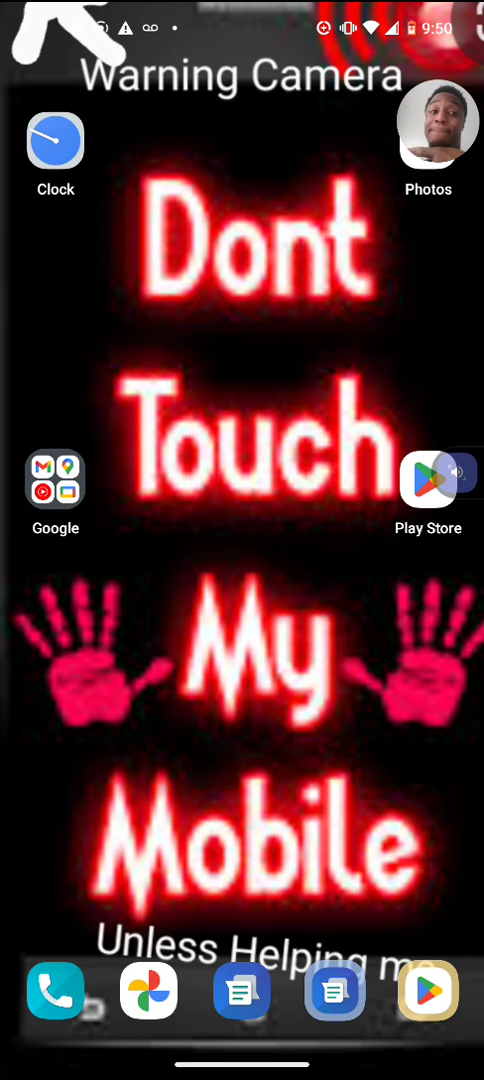 9:50
Warning Camera
Clock
Photos
Dont
Touch
Google
Play Store
My
Mobile
Unless Helping me